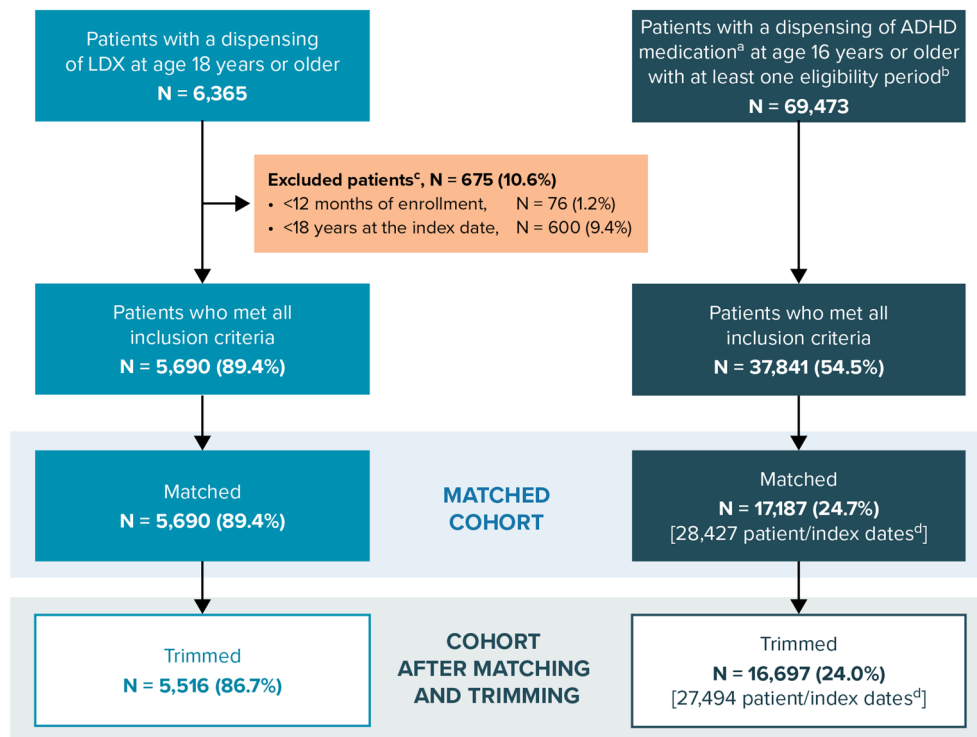 Patients with a dispensing
of LDX at age 18 years or older
N = 6,365
Patients with a dispensing of ADHD
medicationᵃ at age 16 years or older
with at least one eligibility periodᵇ
N = 69,473
Excluded patientsᶜ, N = 675 (10.6%)
• <12 months of enrollment, N = 76 (1.2%)
• <18 years at the index date, N = 600 (9.4%)
Patients who met all
inclusion criteria
N = 5,690 (89.4%)
Patients who met all
inclusion criteria
N = 37,841 (54.5%)
Matched
N = 5,690 (89.4%)
MATCHED
COHORT
Matched
N = 17,187 (24.7%)
[28,427 patient/index datesᵈ]
Trimmed
N = 5,516 (86.7%)
COHORT
AFTER MATCHING
AND TRIMMING
Trimmed
N = 16,697 (24.0%)
[27,494 patient/index datesᵈ]